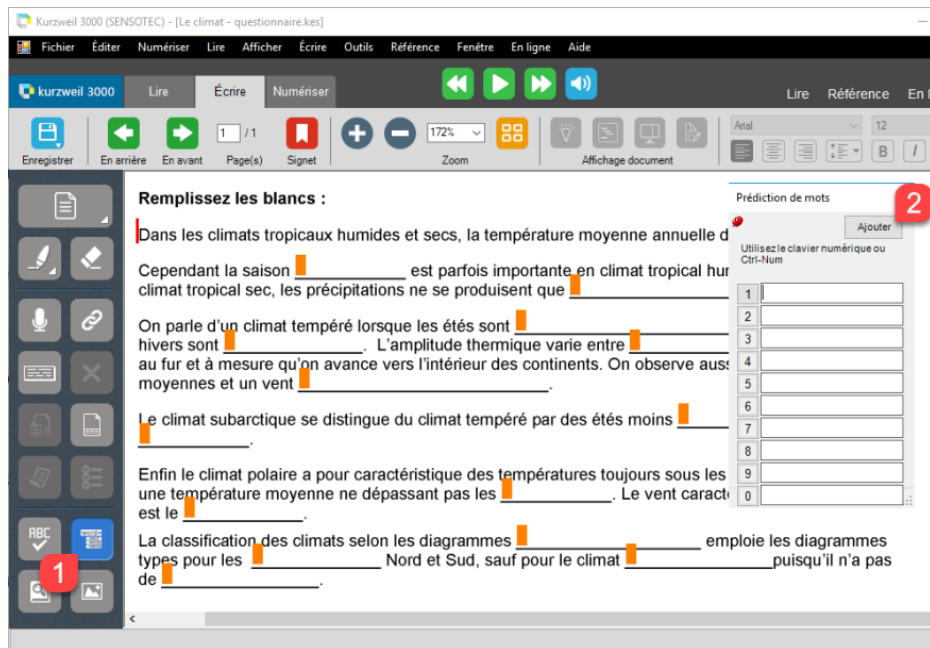 Kurzweil 3000 (SENSOTEC) - [Le climat - questionnaire.kes]
Fichier Éditer Numériser Lire Afficher Écrire Outils Référence Fenêtre En ligne Aide
kurzweil 3000 Lire Écrire Numériser Lire Référence En l
1 / 1 172% Arial 12
Enregistrer En arrière En avant Page(s) Signet Zoom Affichage document B I
Remplissez les blancs :
Dans les climats tropicaux humides et secs, la température moyenne annuelle d
Cependant la saison est parfois importante en climat tropical hur
climat tropical sec, les précipitations ne se produisent que
On parle d'un climat tempéré lorsque les étés sont
hivers sont . L'amplitude thermique varie entre
au fur et à mesure qu'on avance vers l'intérieur des continents. On observe auss
moyennes et un vent .
Le climat subarctique se distingue du climat tempéré par des étés moins
.
Enfin le climat polaire a pour caractéristique des températures toujours sous les
une température moyenne ne dépassant pas les . Le vent caract
est le .
La classification des climats selon les diagrammes emploie les diagrammes
types pour les Nord et Sud, sauf pour le climat puisqu'il n'a pas
de .
Prédiction de mots
2
Ajouter
Utilisez le clavier numérique ou
Ctrl-Num
1
2
3
4
5
6
7
8
9
0
ABC
1